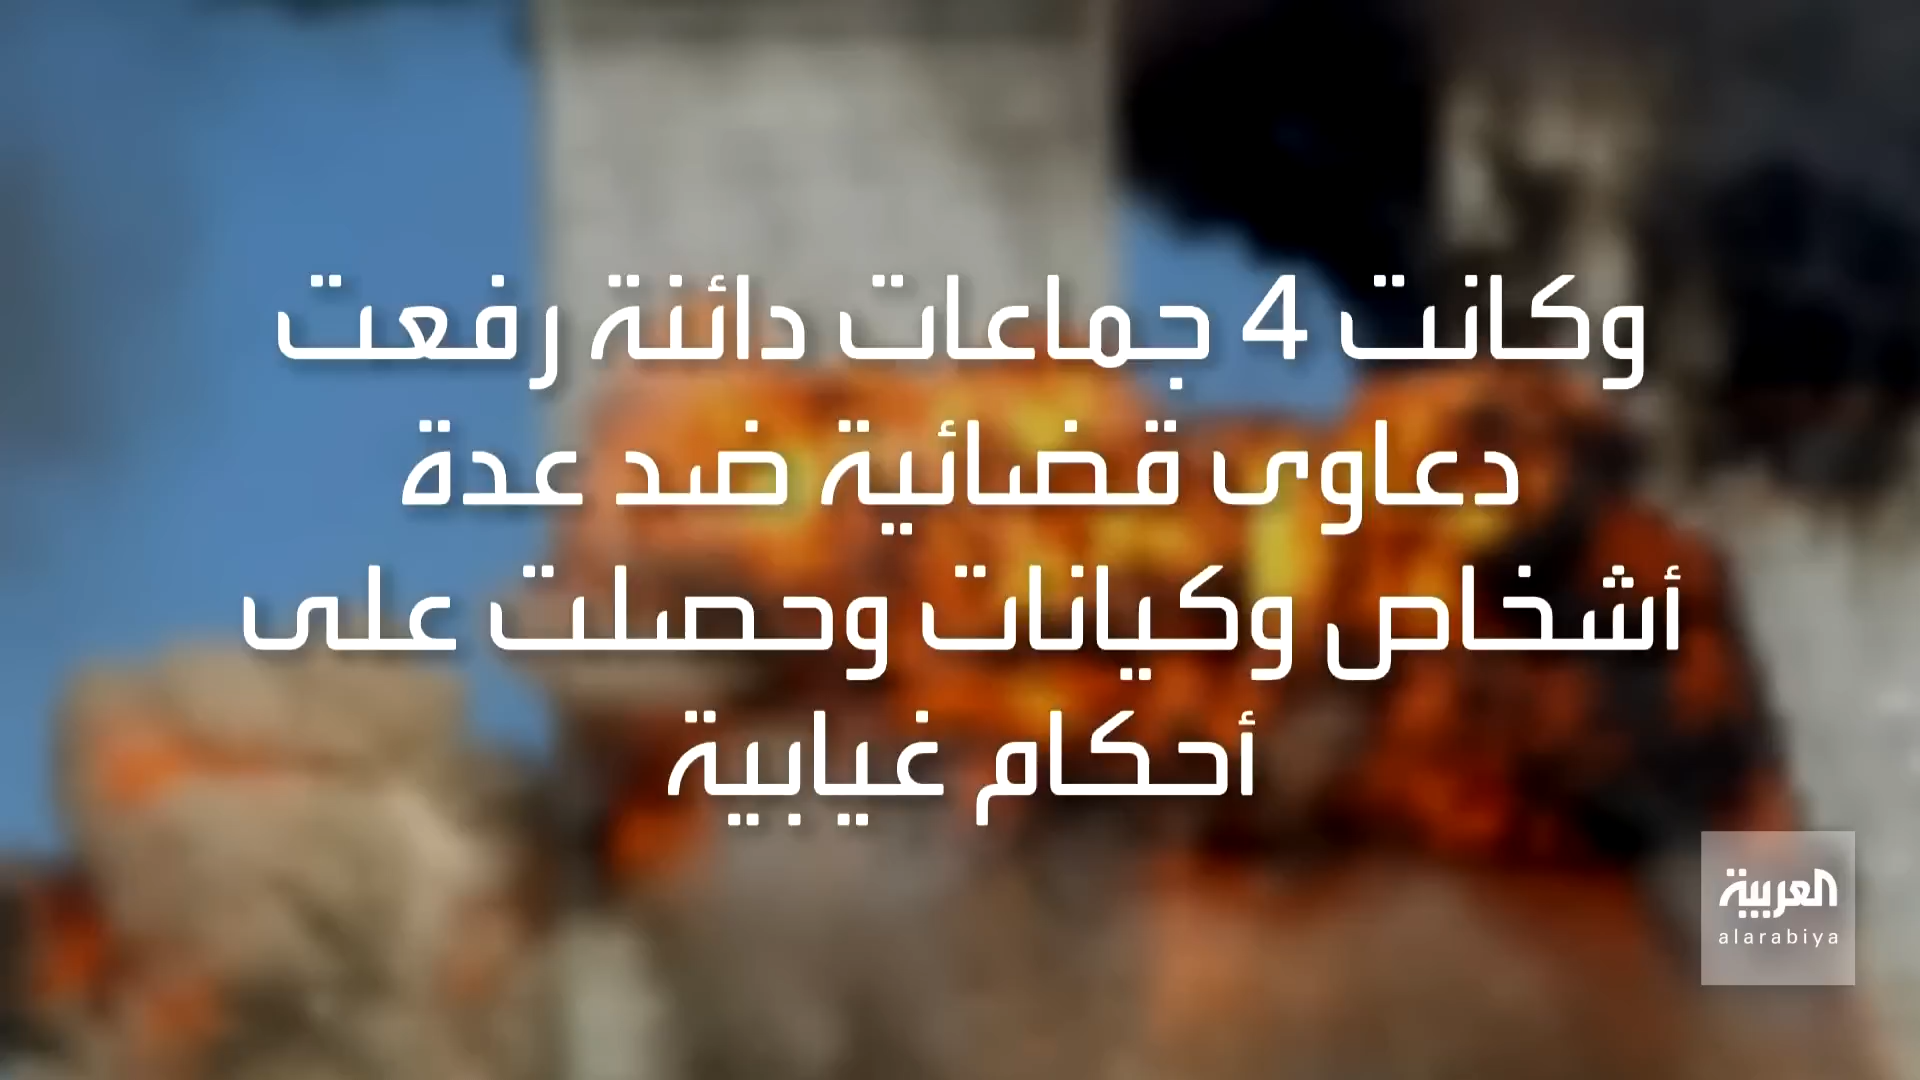 وكانت 4 جماعات دائنة رفعت
دعاوى قضائية ضد عدة
أشخاص وكيانات وحصلت على
أحكام غيابية
العربية
alarabiya